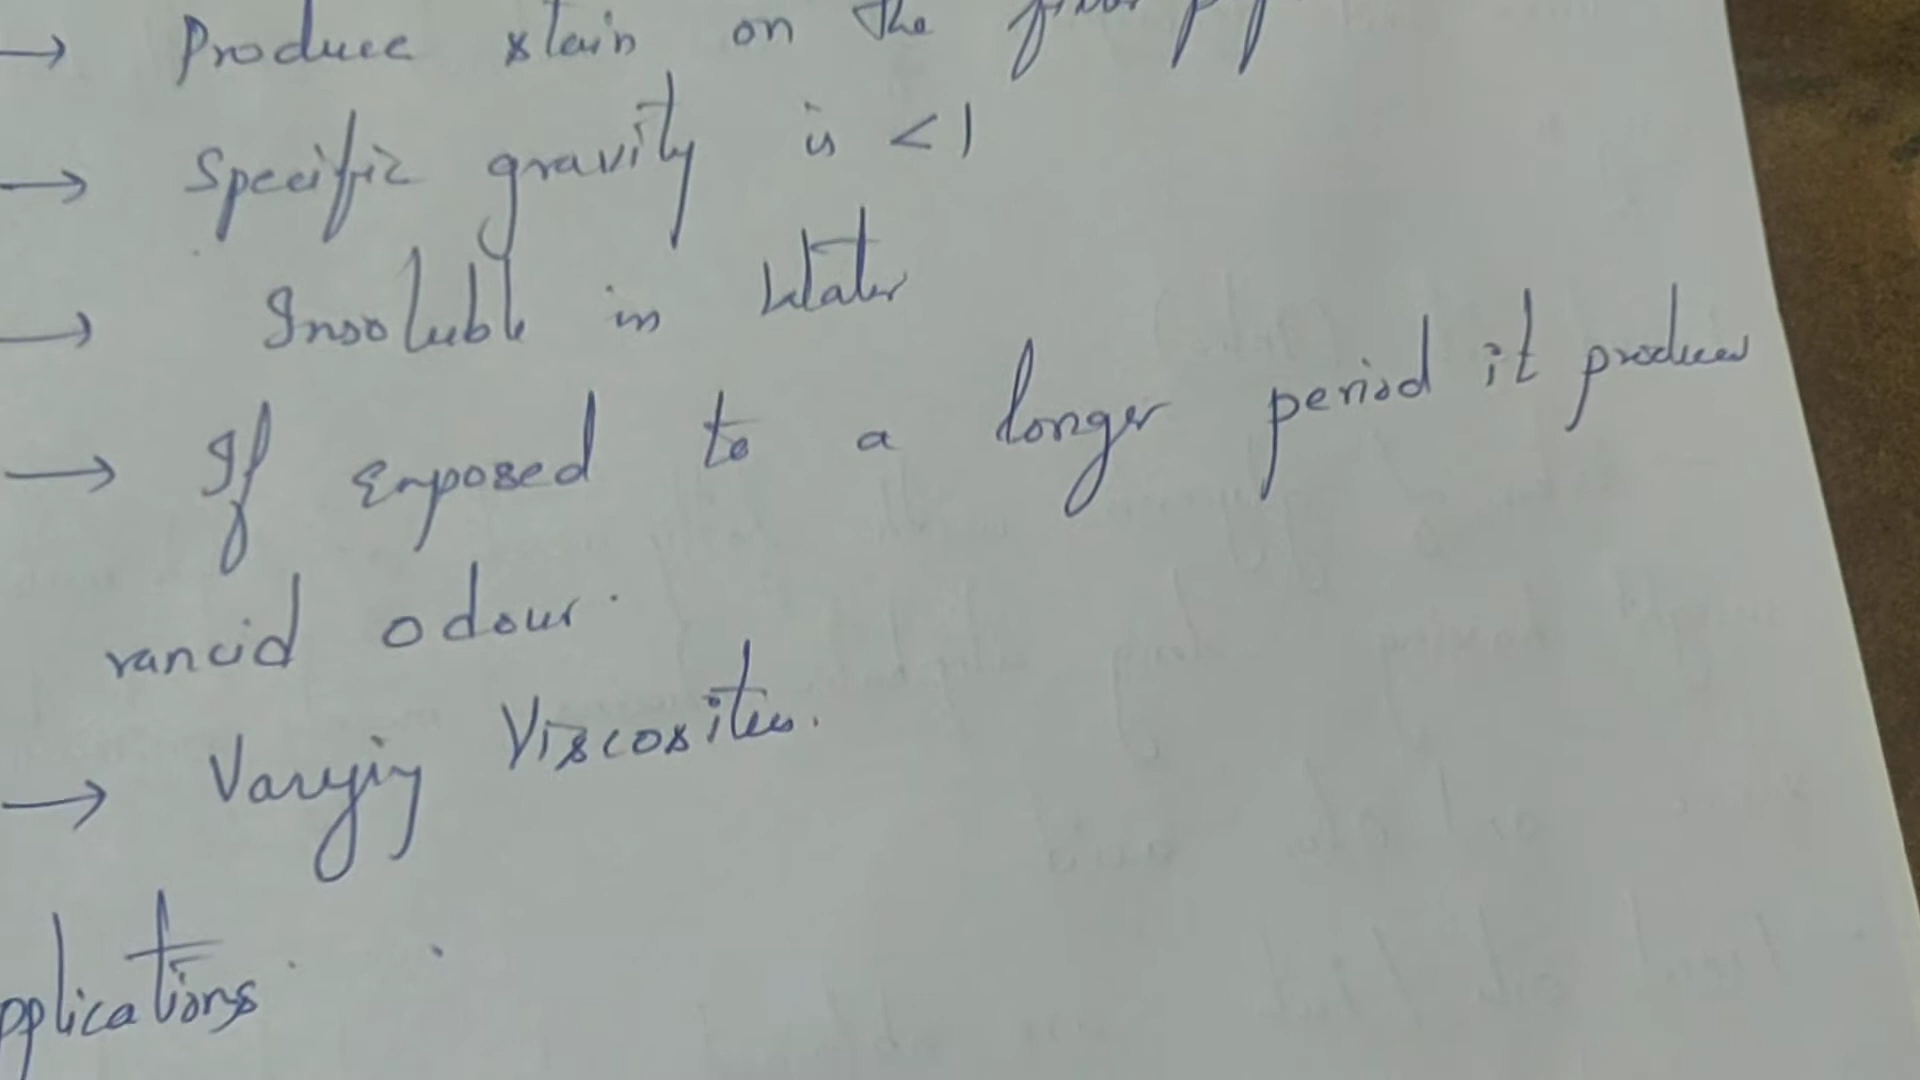 → Produce stain on the
→ Specific gravity is <1
→ Insoluble in Water
→ If exposed to a longer period it produces
rancid odour.
→ Varying Viscosities.
pplications